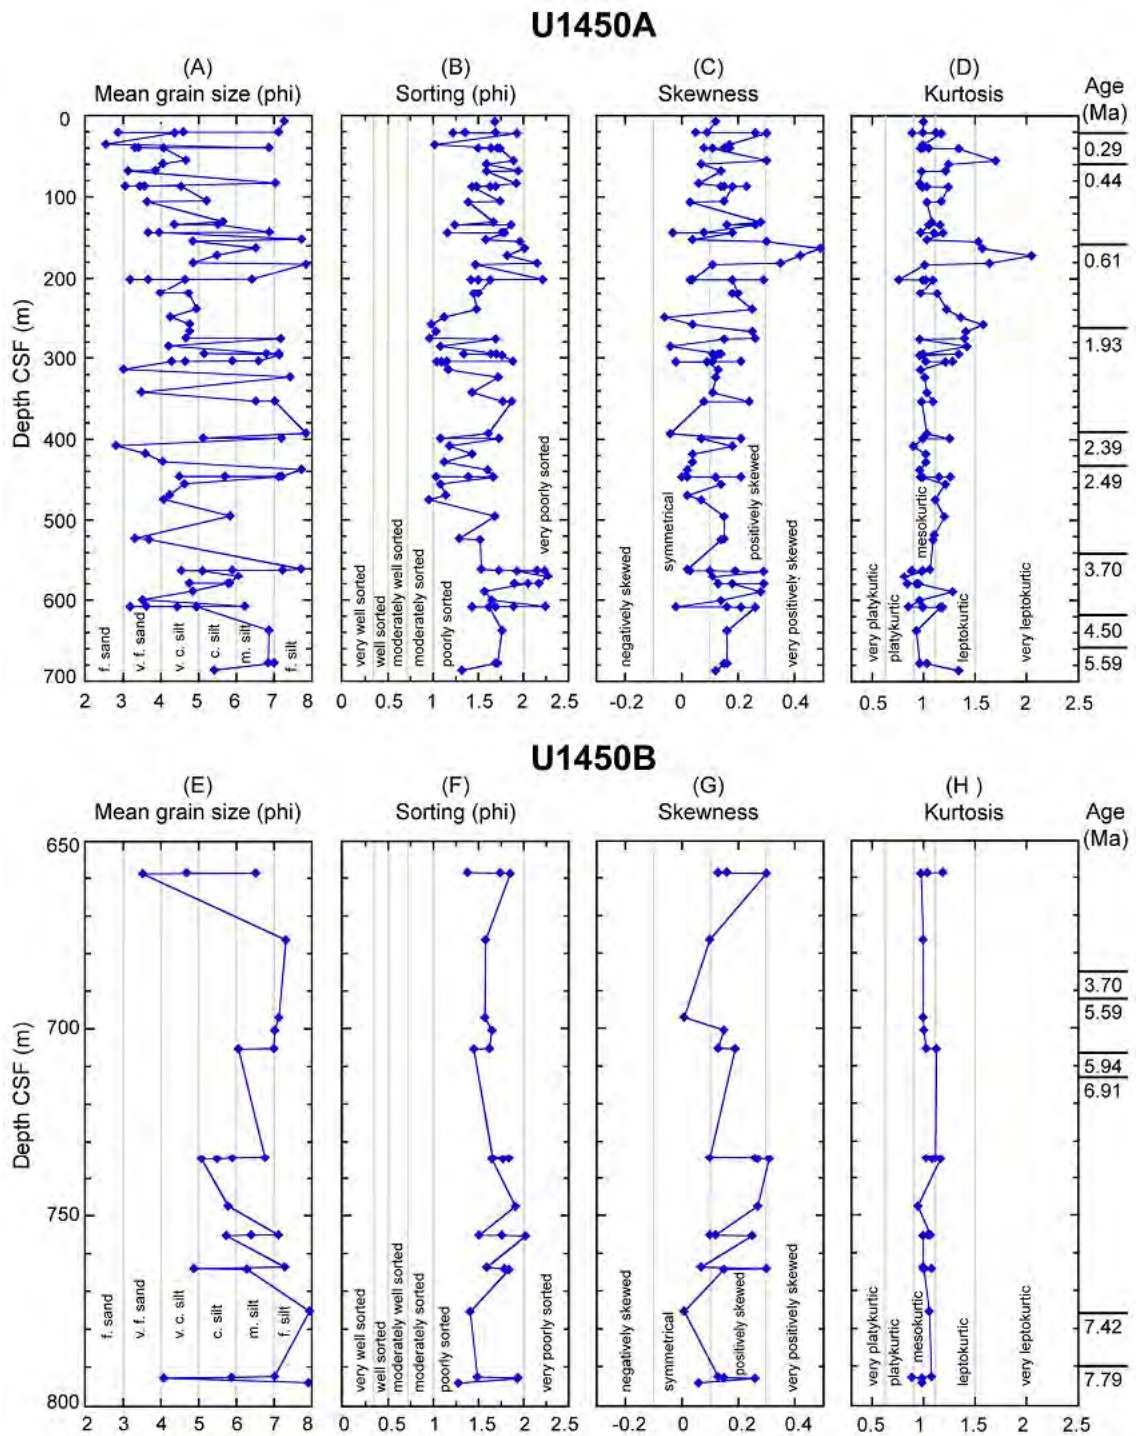 U1450A
(A) (B) (C) (D)
Mean grain size (phi) Sorting (phi) Skewness Kurtosis Age (Ma)
Depth CSF (m)
0
100
200
300
400
500
600
700
0.29
0.44
0.61
1.93
2.39
2.49
3.70
4.50
5.59
f. sand
v. f. sand
v. c. silt
c. silt
m. silt
f. silt
very well sorted
well sorted
moderately well sorted
moderately sorted
poorly sorted
very poorly sorted
negatively skewed
symmetrical
positively skewed
very positively skewed
very platykurtic
platykurtic
mesokurtic
leptokurtic
very leptokurtic
2 3 4 5 6 7 8 0 0.5 1 1.5 2 2.5 -0.2 0 0.2 0.4 0.5 1 1.5 2 2.5
U1450B
(E) (F) (G) (H )
Mean grain size (phi) Sorting (phi) Skewness Kurtosis Age (Ma)
Depth CSF (m)
650
700
750
800
3.70
5.59
5.94
6.91
7.42
7.79
f. sand
v. f. sand
v. c. silt
c. silt
m. silt
f. silt
very well sorted
well sorted
moderately well sorted
moderately sorted
poorly sorted
very poorly sorted
negatively skewed
symmetrical
positively skewed
very positively skewed
very platykurtic
platykurtic
mesokurtic
leptokurtic
very leptokurtic
2 3 4 5 6 7 8 0 0.5 1 1.5 2 2.5 -0.2 0 0.2 0.4 0.5 1 1.5 2 2.5